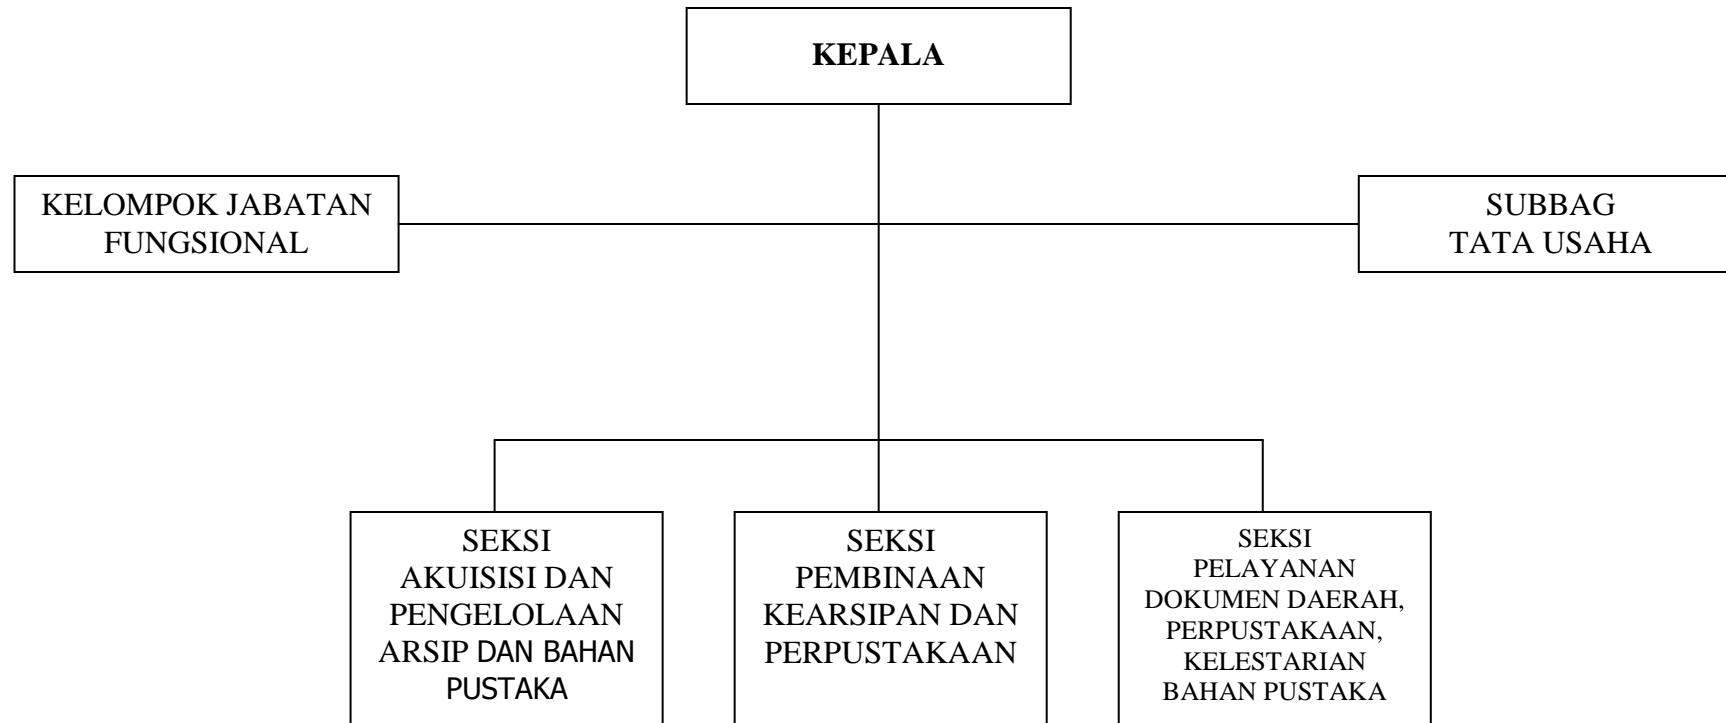 KEPALA
KELOMPOK JABATAN
FUNGSIONAL
SUBBAG
TATA USAHA
SEKSI
AKUISISI DAN
PENGELOLAAN
ARSIP DAN BAHAN
PUSTAKA
SEKSI
PEMBINAAN
KEARSIPAN DAN
PERPUSTAKAAN
SEKSI
PELAYANAN
DOKUMEN DAERAH,
PERPUSTAKAAN,
KELESTARIAN
BAHAN PUSTAKA